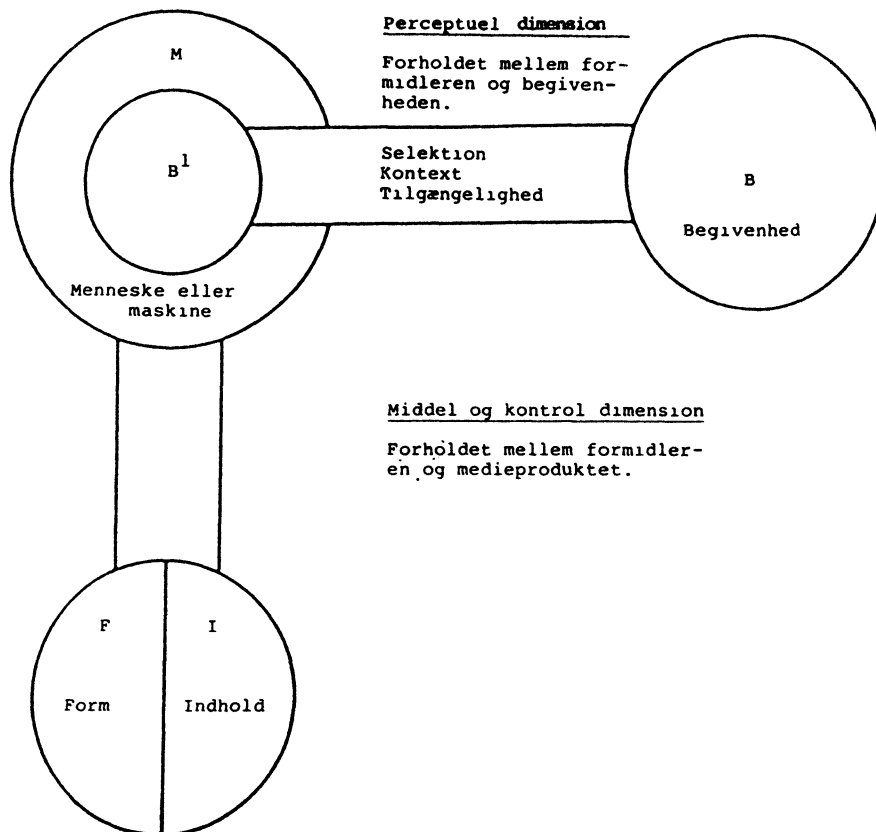 M
B¹
Menneske eller
maskine
Perceptuel dimension
Forholdet mellem for-
midleren og begiven-
heden.
Selektion
Kontext
Tilgængelighed
B
Begivenhed
Middel og kontrol dimension
Forholdet mellem formidler-
en og medieproduktet.
F
I
Form
Indhold